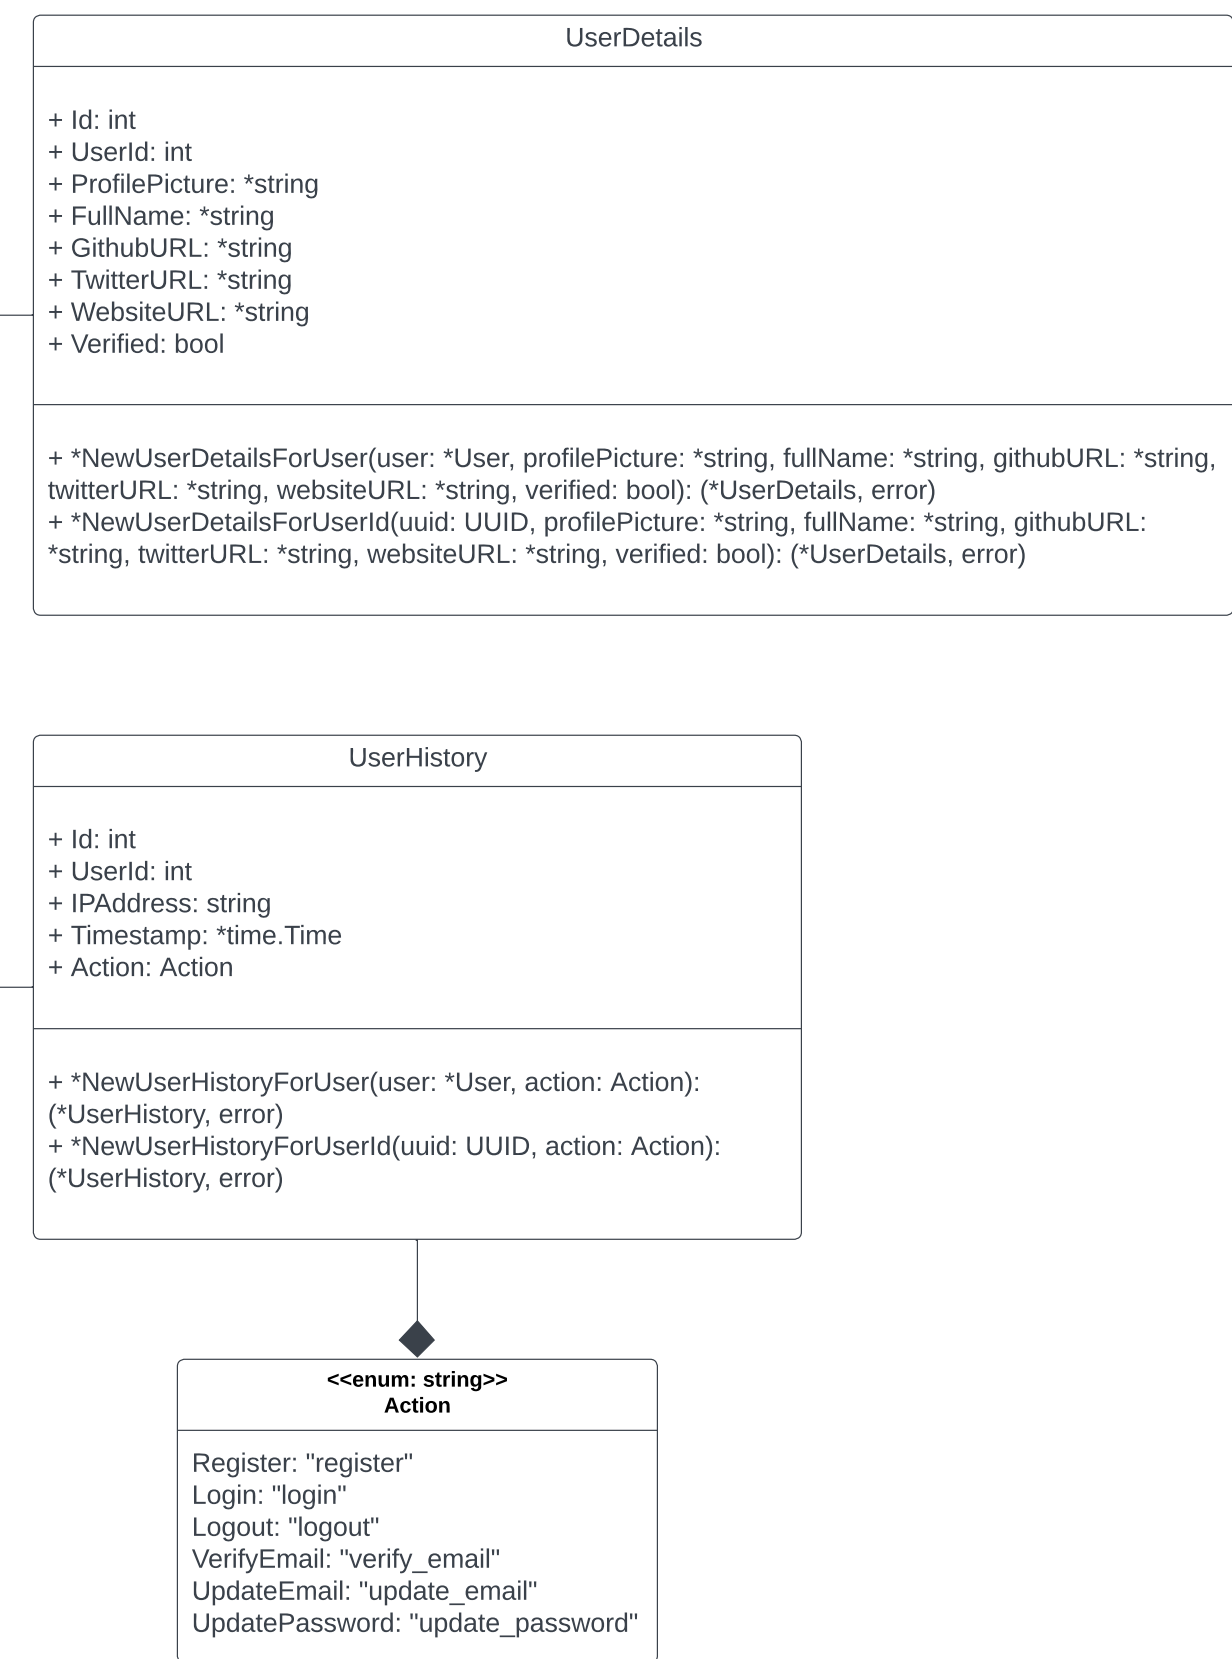 UserDetails
+ Id: int
+ UserId: int
+ ProfilePicture: *string
+ FullName: *string
+ GithubURL: *string
+ TwitterURL: *string
+ WebsiteURL: *string
+ Verified: bool
+ *NewUserDetailsForUser(user: *User, profilePicture: *string, fullName: *string, githubURL: *string,
twitterURL: *string, websiteURL: *string, verified: bool): (*UserDetails, error)
+ *NewUserDetailsForUserId(uuid: UUID, profilePicture: *string, fullName: *string, githubURL:
*string, twitterURL: *string, websiteURL: *string, verified: bool): (*UserDetails, error)
UserHistory
+ Id: int
+ UserId: int
+ IPAddress: string
+ Timestamp: *time.Time
+ Action: Action
+ *NewUserHistoryForUser(user: *User, action: Action):
(*UserHistory, error)
+ *NewUserHistoryForUserId(uuid: UUID, action: Action):
(*UserHistory, error)
<<enum: string>>
Action
Register: "register"
Login: "login"
Logout: "logout"
VerifyEmail: "verify_email"
UpdateEmail: "update_email"
UpdatePassword: "update_password"